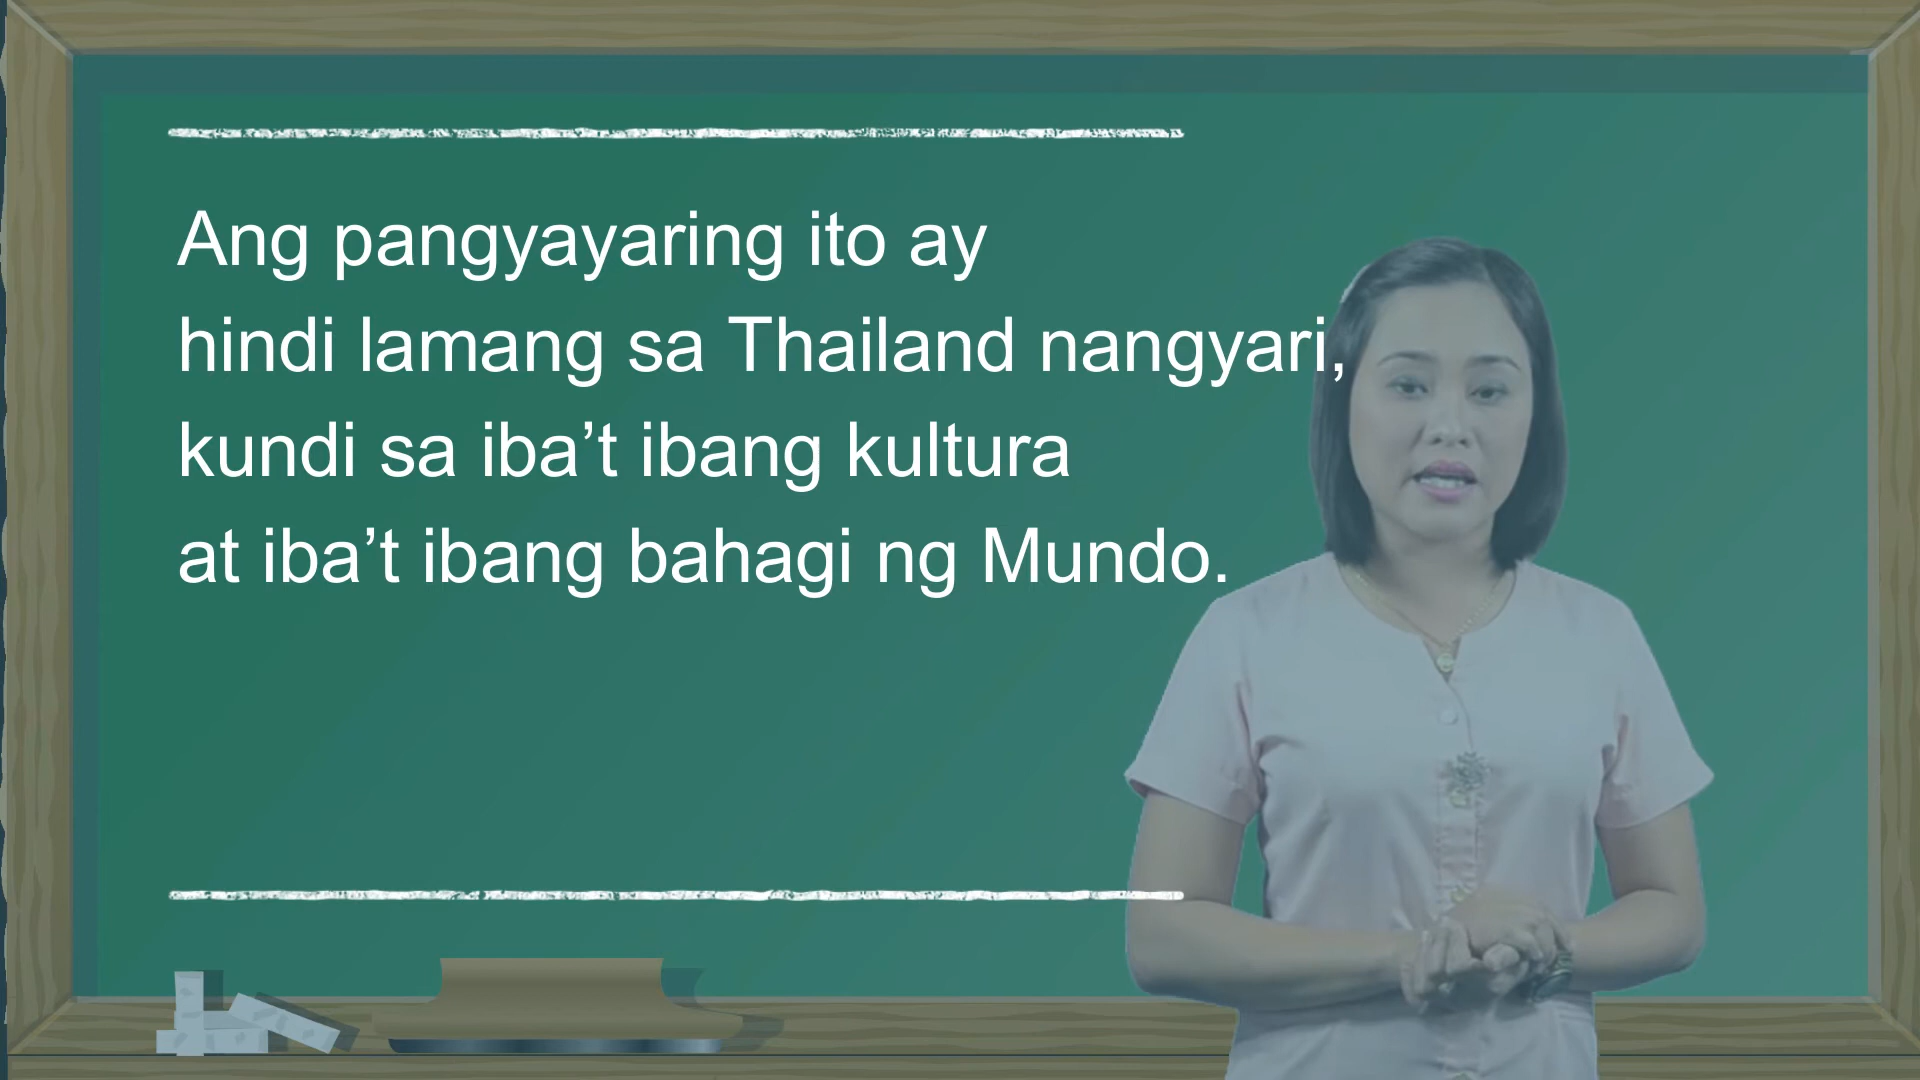 Ang pangyayaring ito ay
hindi lamang sa Thailand nangyari,
kundi sa iba’t ibang kultura
at iba’t ibang bahagi ng Mundo.